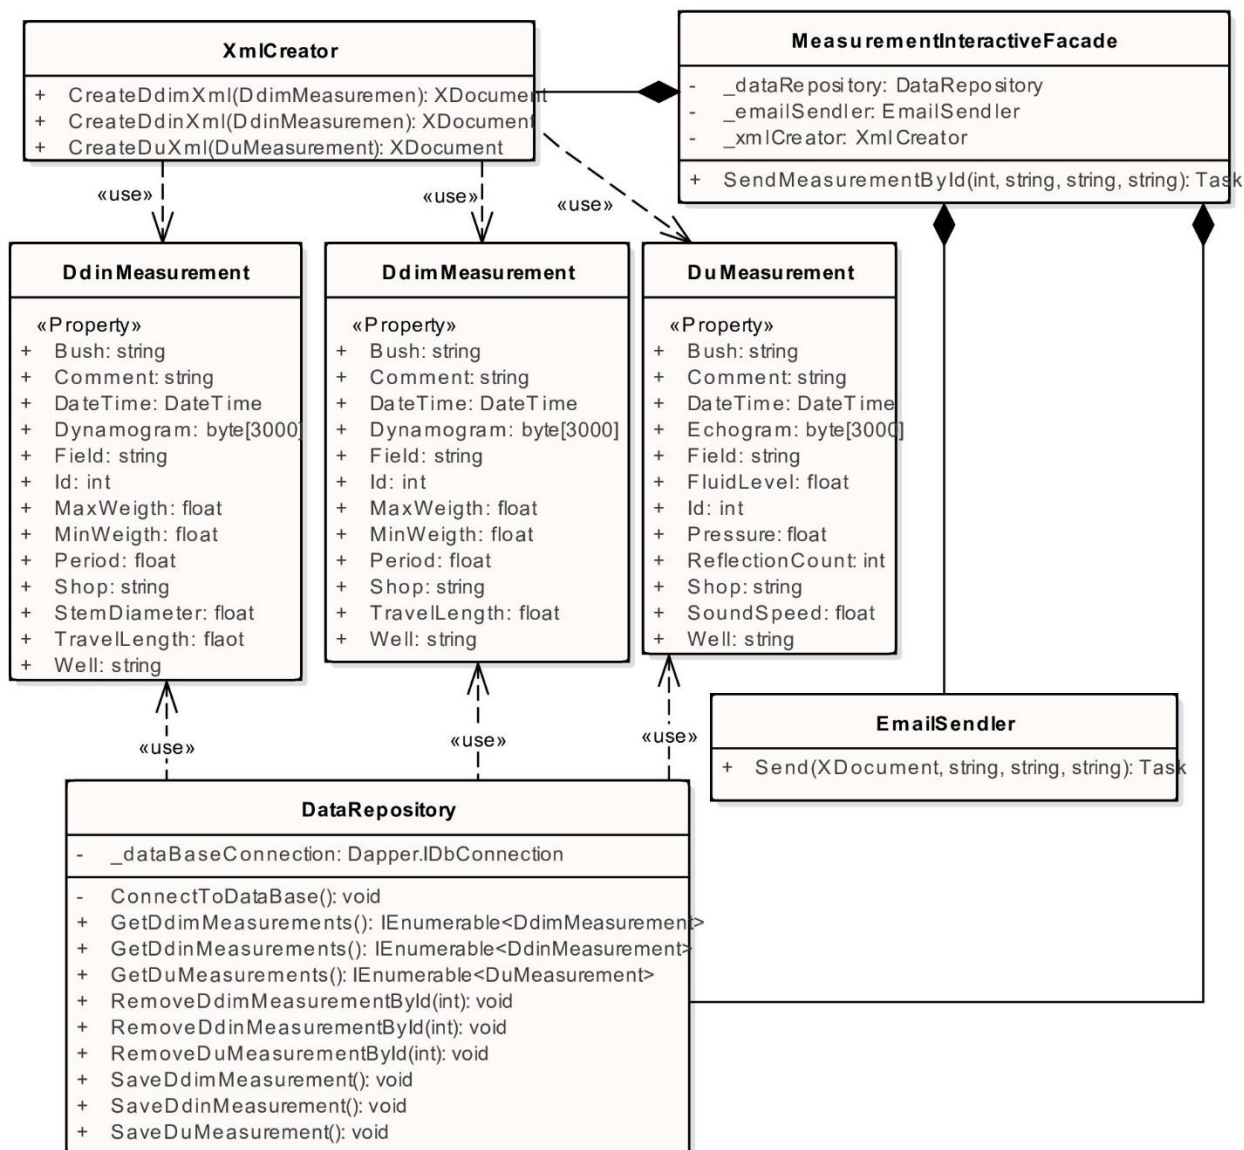 XmlCreator
+ CreateDdimXml(DdimMeasuremen): XDocument
+ CreateDdinXml(DdinMeasuremen): XDocument
+ CreateDuXml(DuMeasurement): XDocument
MeasurementInteractiveFacade
- _dataRepository: DataRepository
- _emailSendler: EmailSendler
- _xmlCreator: XmlCreator
+ SendMeasurementById(int, string, string, string): Task
«use»
«use»
«use»
DdinMeasurement
«Property»
+ Bush: string
+ Comment: string
+ DateTime: DateTime
+ Dynamogram: byte[3000]
+ Field: string
+ Id: int
+ MaxWeigth: float
+ MinWeigth: float
+ Period: float
+ Shop: string
+ StemDiameter: float
+ TravelLength: flaot
+ Well: string
DdimMeasurement
«Property»
+ Bush: string
+ Comment: string
+ DateTime: DateTime
+ Dynamogram: byte[3000]
+ Field: string
+ Id: int
+ MaxWeigth: float
+ MinWeigth: float
+ Period: float
+ Shop: string
+ TravelLength: float
+ Well: string
DuMeasurement
«Property»
+ Bush: string
+ Comment: string
+ DateTime: DateTime
+ Echogram: byte[3000]
+ Field: string
+ FluidLevel: float
+ Id: int
+ Pressure: float
+ ReflectionCount: int
+ Shop: string
+ SoundSpeed: float
+ Well: string
«use»
«use»
«use»
EmailSendler
+ Send(XDocument, string, string, string): Task
DataRepository
- _dataBaseConnection: Dapper.IDbConnection
- ConnectToDataBase(): void
+ GetDdimMeasurements(): IEnumerable<DdimMeasurement>
+ GetDdinMeasurements(): IEnumerable<DdinMeasurement>
+ GetDuMeasurements(): IEnumerable<DuMeasurement>
+ RemoveDdimMeasurementById(int): void
+ RemoveDdinMeasurementById(int): void
+ RemoveDuMeasurementById(int): void
+ SaveDdimMeasurement(): void
+ SaveDdinMeasurement(): void
+ SaveDuMeasurement(): void